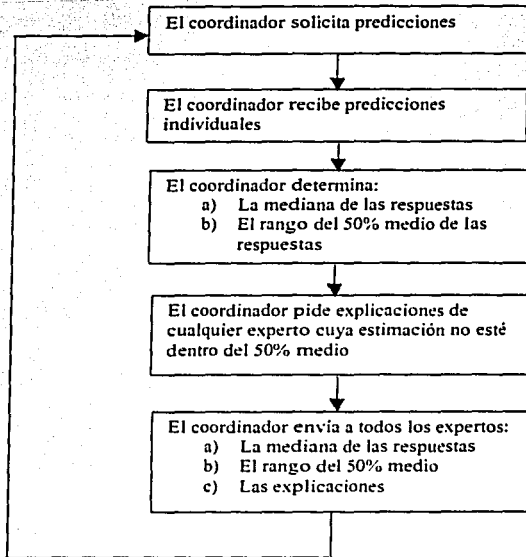 El coordinador solicita predicciones
El coordinador recibe predicciones
individuales
El coordinador determina:
a) La mediana de las respuestas
b) El rango del 50% medio de las
respuestas
El coordinador pide explicaciones de
cualquier experto cuya estimación no esté
dentro del 50% medio
El coordinador envía a todos los expertos:
a) La mediana de las respuestas
b) El rango del 50% medio
c) Las explicaciones